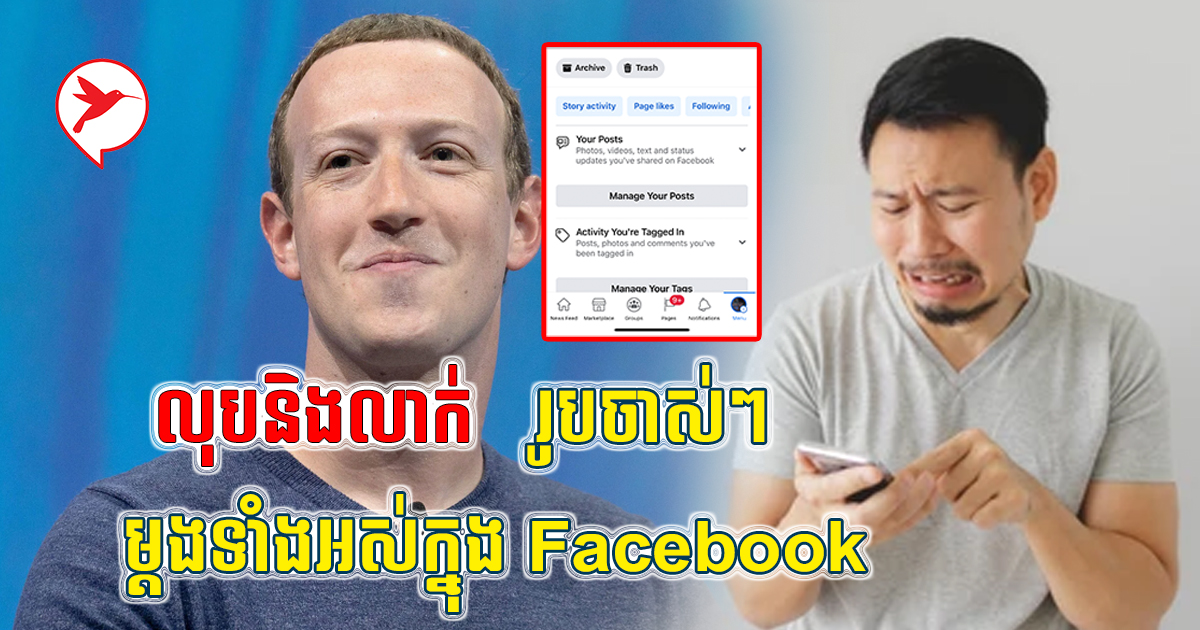 Archive Trash
Story activity Page likes Following
Your Posts
Photos, videos, text and status
updates you've shared on Facebook
Manage Your Posts
Activity You're Tagged In
Posts, photos and comments you've
been tagged in
Manage Your Tags
9+
News Feed Marketplace Groups Pages Notifications Menu
លុបនិងលាក់ រូបចាស់ៗ
ម្ដងទាំងអស់ក្នុង Facebook